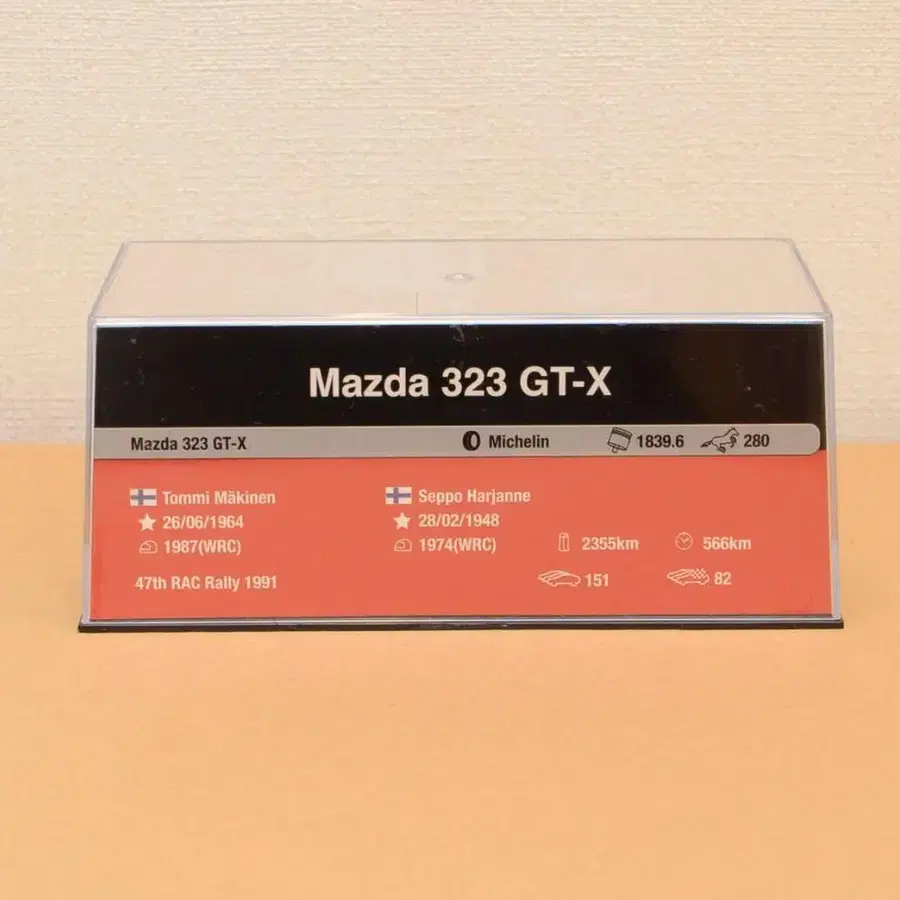 Mazda 323 GT-X
Mazda 323 GT-X Michelin 1839.6 280
Tommi Mäkinen Seppo Harjanne
26/06/1964 28/02/1948
1987(WRC) 1974(WRC) 2355km 566km
47th RAC Rally 1991 151 82